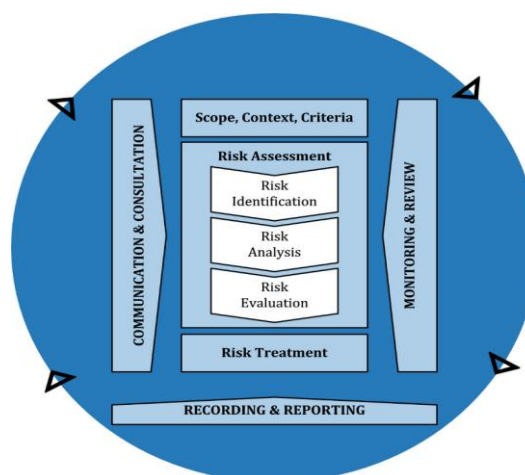 Scope, Context, Criteria
Risk Assessment
Risk
Identification
Risk
Analysis
Risk
Evaluation
Risk Treatment
COMMUNICATION & CONSULTATION
MONITORING & REVIEW
RECORDING & REPORTING